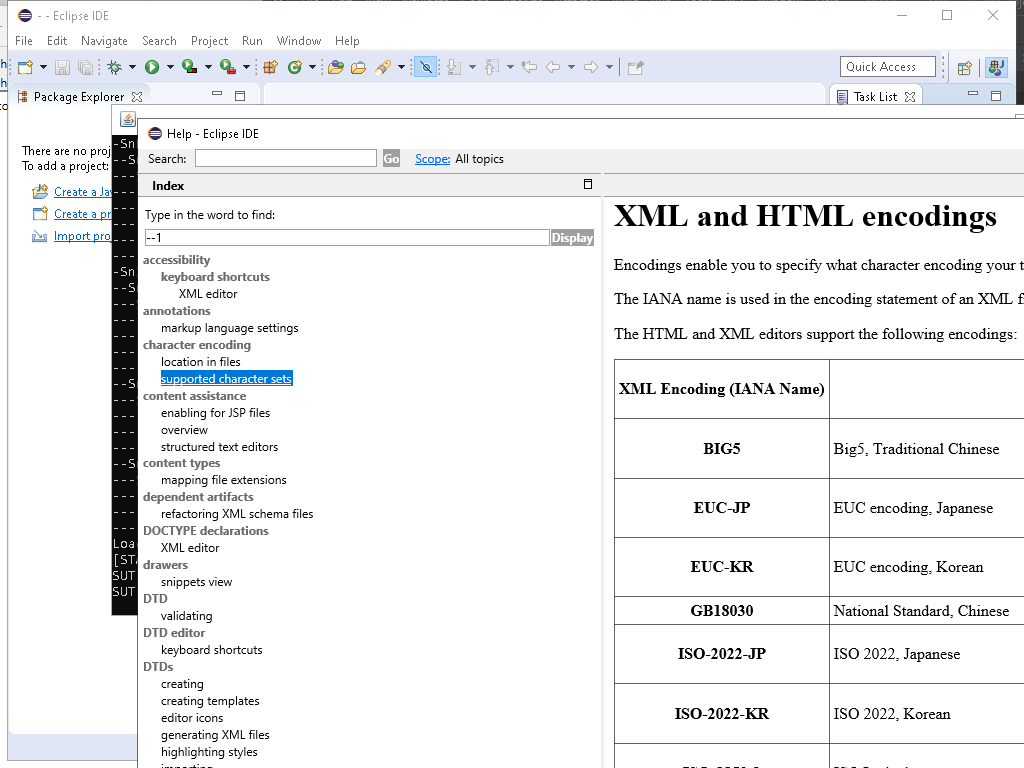 - - Eclipse IDE
File Edit Navigate Search Project Run Window Help
Quick Access
Package Explorer
Task List
There are no proj
To add a project:
Create a Ja
Create a pr
Import pro
-Sn
--S
-Sn
--S
--S
--S
Loa
[STA
SUT
SUT
Help - Eclipse IDE
Search: Go Scope: All topics
Index
Type in the word to find:
--1 Display
accessibility
keyboard shortcuts
XML editor
annotations
markup language settings
character encoding
location in files
supported character sets
content assistance
enabling for JSP files
overview
structured text editors
content types
mapping file extensions
dependent artifacts
refactoring XML schema files
DOCTYPE declarations
XML editor
drawers
snippets view
DTD
validating
DTD editor
keyboard shortcuts
DTDs
creating
creating templates
editor icons
generating XML files
highlighting styles
XML and HTML encodings
Encodings enable you to specify what character encoding your t
The IANA name is used in the encoding statement of an XML fi
The HTML and XML editors support the following encodings:
XML Encoding (IANA Name)
BIG5 Big5, Traditional Chinese
EUC-JP EUC encoding, Japanese
EUC-KR EUC encoding, Korean
GB18030 National Standard, Chinese
ISO-2022-JP ISO 2022, Japanese
ISO-2022-KR ISO 2022, Korean